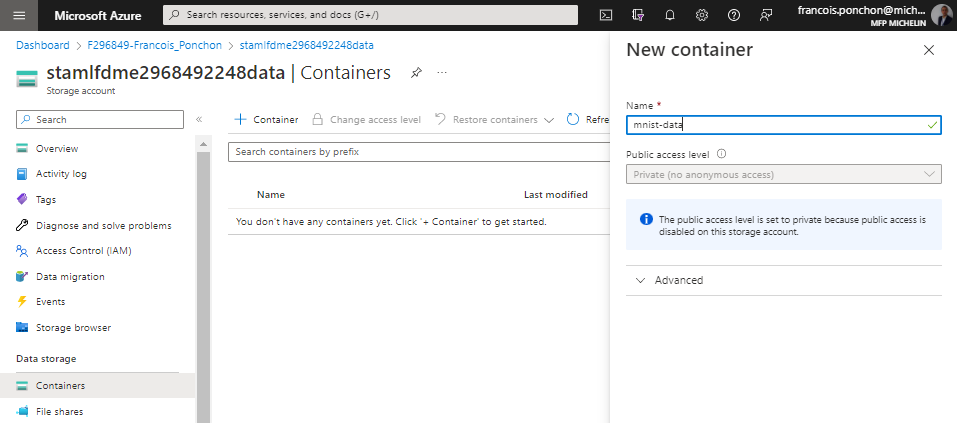 Microsoft Azure
Search resources, services, and docs (G+/)
francois.ponchon@mich...
MFP MICHELIN
Dashboard > F296849-Francois_Ponchon > stamlfdme2968492248data
stamlfdme2968492248data | Containers
Storage account
Search
Overview
Activity log
Tags
Diagnose and solve problems
Access Control (IAM)
Data migration
Events
Storage browser
Data storage
Containers
File shares
+ Container
Change access level
Restore containers
Refre
Search containers by prefix
Name
Last modified
You don't have any containers yet. Click '+ Container' to get started.
New container
Name *
mnist-data
Public access level
Private (no anonymous access)
The public access level is set to private because public access is
disabled on this storage account.
Advanced